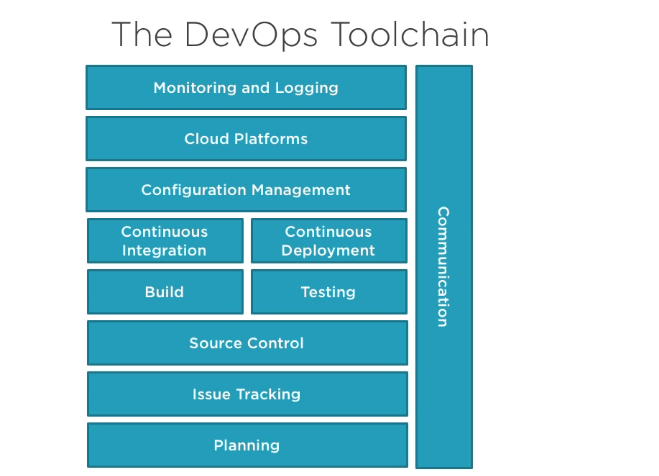 The DevOps Toolchain
Monitoring and Logging
Cloud Platforms
Configuration Management
Continuous
Integration
Continuous
Deployment
Build
Testing
Source Control
Issue Tracking
Planning
Communication